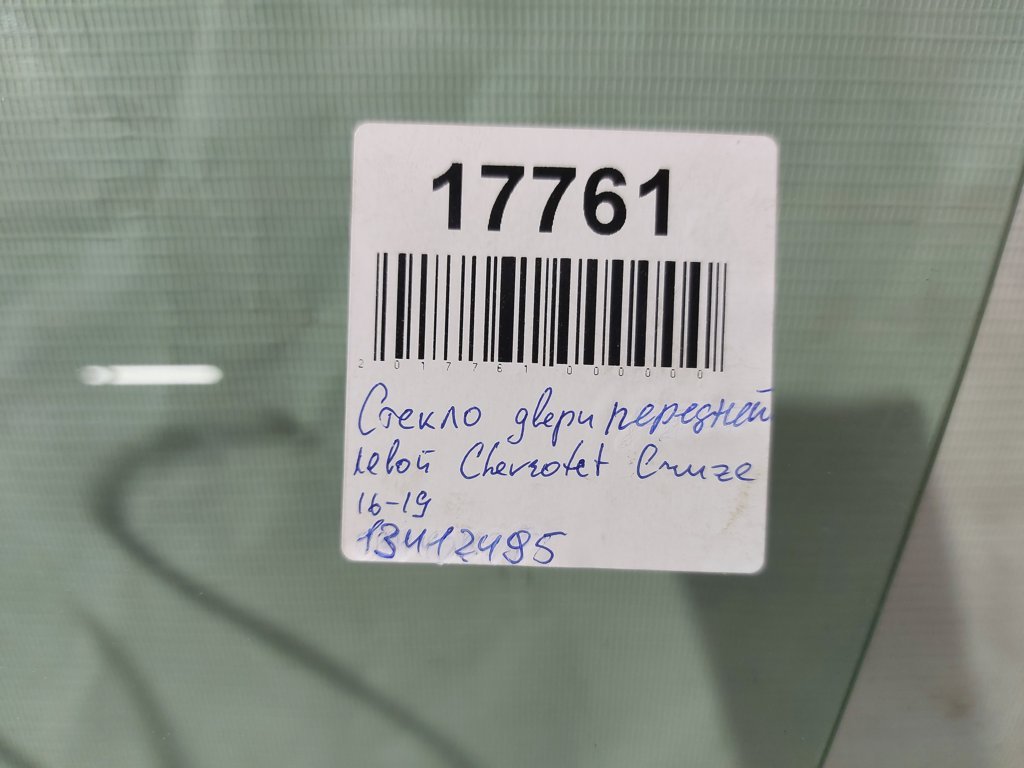 17761
2017761000000
Стекло двери передней
левой Chevrolet Cruze
16-19
13412495